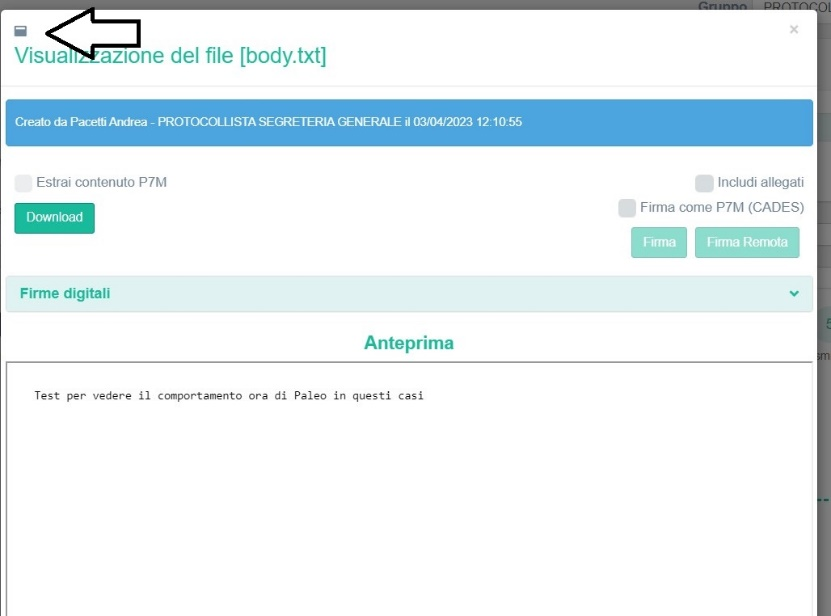 Gruppo PROTOCOL
×
Visualizzazione del file [body.txt]
Creato da Pacetti Andrea - PROTOCOLLISTA SEGRETERIA GENERALE il 03/04/2023 12:10:55
Estrai contenuto P7M
Includi allegati
Download
Firma come P7M (CADES)
Firma Firma Remota
Firme digitali
Anteprima
Test per vedere il comportamento ora di Paleo in questi casi